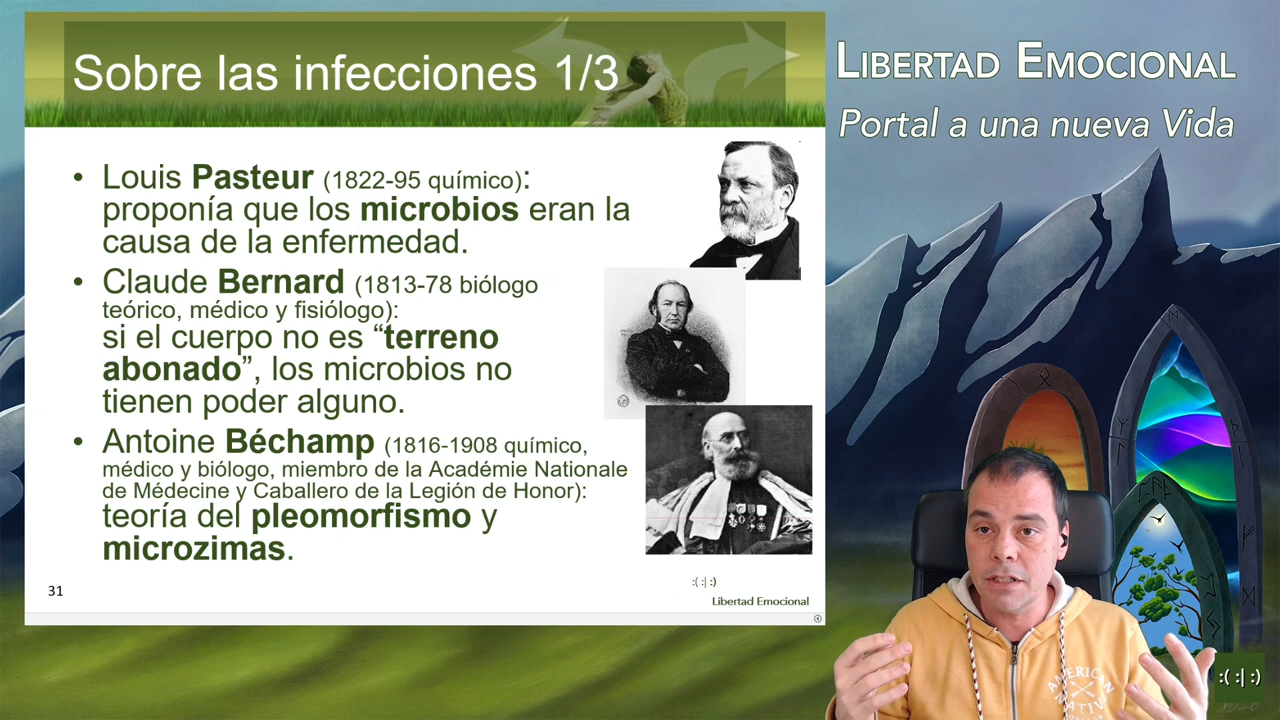 Sobre las infecciones 1/3
LIBERTAD EMOCIONAL
Portal a una nueva Vida
• Louis Pasteur (1822-95 químico):
proponía que los microbios eran la
causa de la enfermedad.
• Claude Bernard (1813-78 biólogo
teórico, médico y fisiólogo):
si el cuerpo no es “terreno
abonado”, los microbios no
tienen poder alguno.
• Antoine Béchamp (1816-1908 químico,
médico y biólogo, miembro de la Académie Nationale
de Médecine y Caballero de la Legión de Honor):
teoría del pleomorfismo y
microzimas.
31
:( :| :)
Libertad Emocional
AMERICAN
NATIVE
:( :| :)